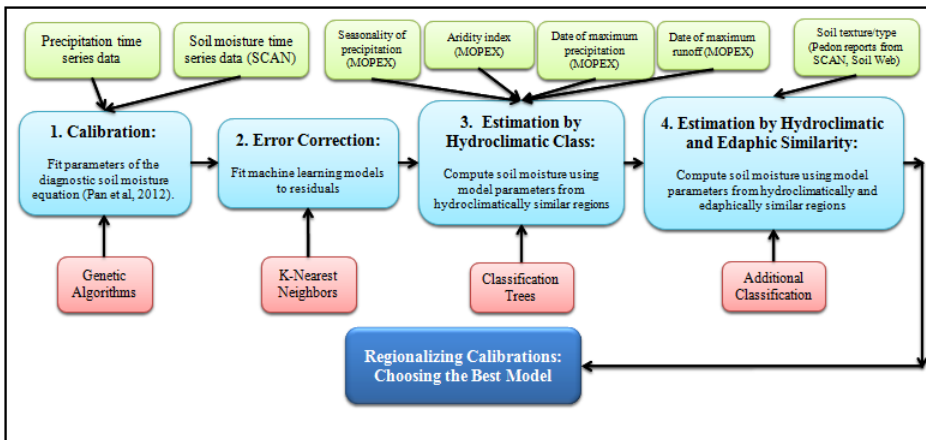 Precipitation time
series data
Soil moisture time
series data (SCAN)
Seasonality of
precipitation
(MOPEX)
Aridity index
(MOPEX)
Date of maximum
precipitation
(MOPEX)
Date of maximum
runoff (MOPEX)
Soil texture/type
(Pedon reports from
SCAN, Soil Web)
1. Calibration:
Fit parameters of the
diagnostic soil moisture
equation (Pan et al, 2012).
2. Error Correction:
Fit machine learning models
to residuals
3. Estimation by
Hydroclimatic Class:
Compute soil moisture using
model parameters from
hydroclimatically similar regions
4. Estimation by Hydroclimatic
and Edaphic Similarity:
Compute soil moisture using model
parameters from hydroclimatically and
edaphically similar regions
Genetic
Algorithms
K-Nearest
Neighbors
Classification
Trees
Additional
Classification
Regionalizing Calibrations:
Choosing the Best Model